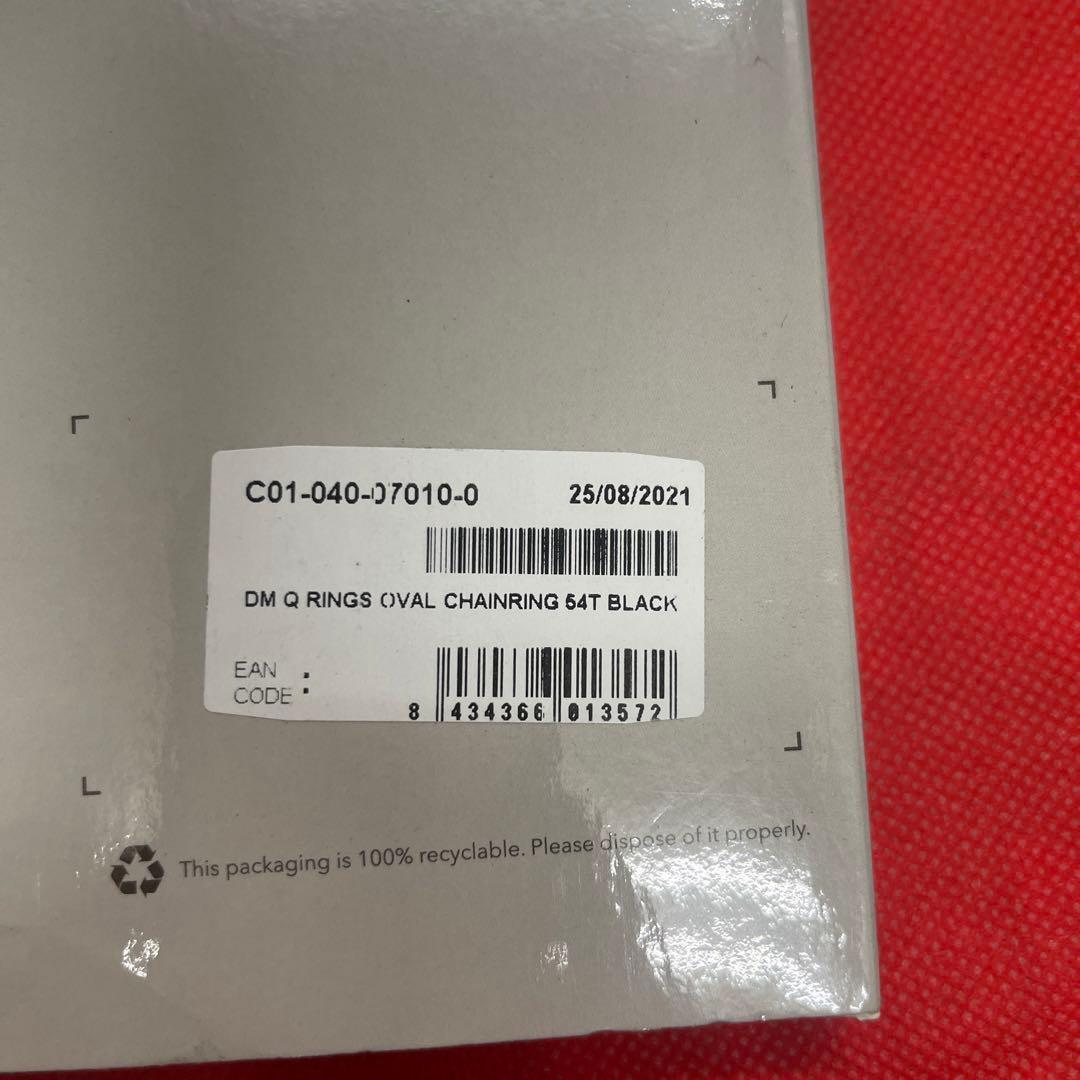 C01-040-07010-0 25/08/2021
DM Q RINGS OVAL CHAINRING 54T BLACK
EAN
CODE :
8 434366 013572
This packaging is 100% recyclable. Please dispose of it properly.